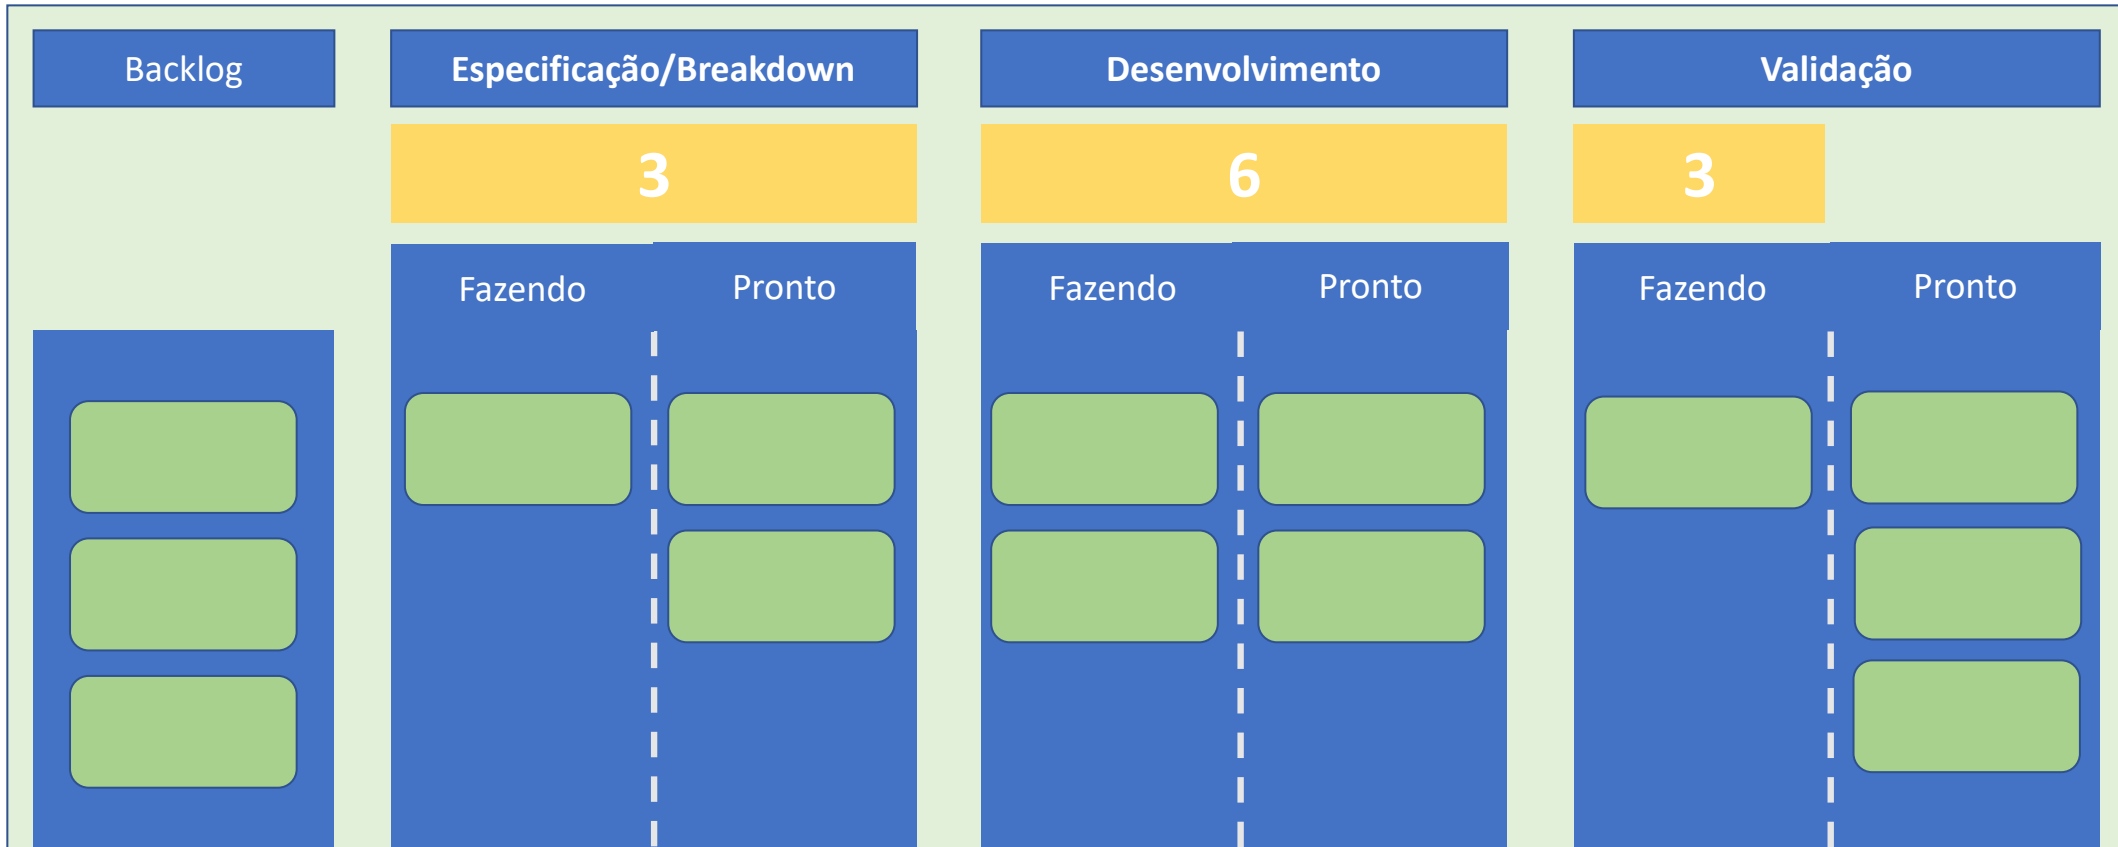 Backlog
Especificação/Breakdown
Desenvolvimento
Validação
3
6
3
Fazendo
Pronto
Fazendo
Pronto
Fazendo
Pronto